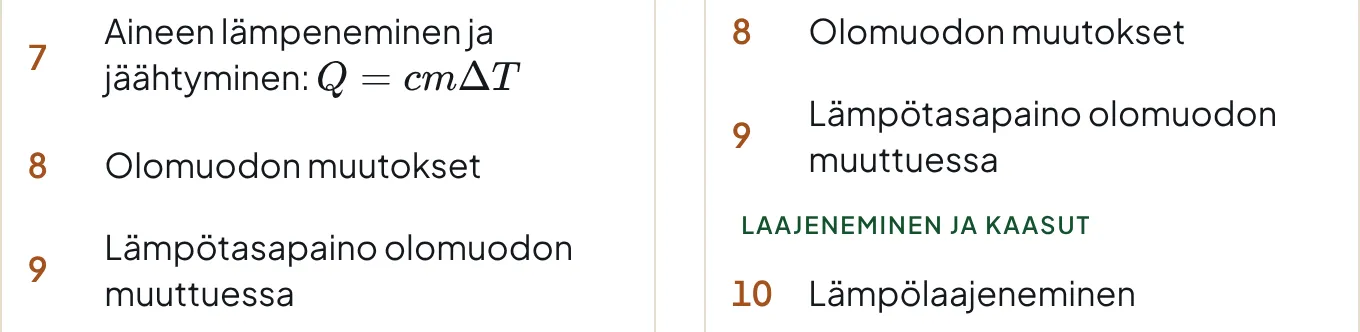 7 Aineen lämpeneminen ja
jäähtyminen: Q = cmΔT
8 Olomuodon muutokset
9 Lämpötasapaino olomuodon
muuttuessa
8 Olomuodon muutokset
9 Lämpötasapaino olomuodon
muuttuessa
LAAJENEMINEN JA KAASUT
10 Lämpölaajeneminen